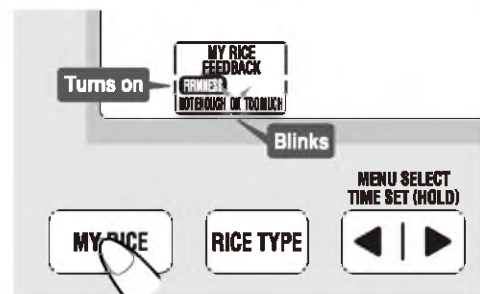 MY RICE
FEEDBACK
Turns on
FIRMNESS
NOT ENOUGH OK TOO MUCH
Blinks
MENU SELECT
TIME SET (HOLD)
MY RICE
RICE TYPE